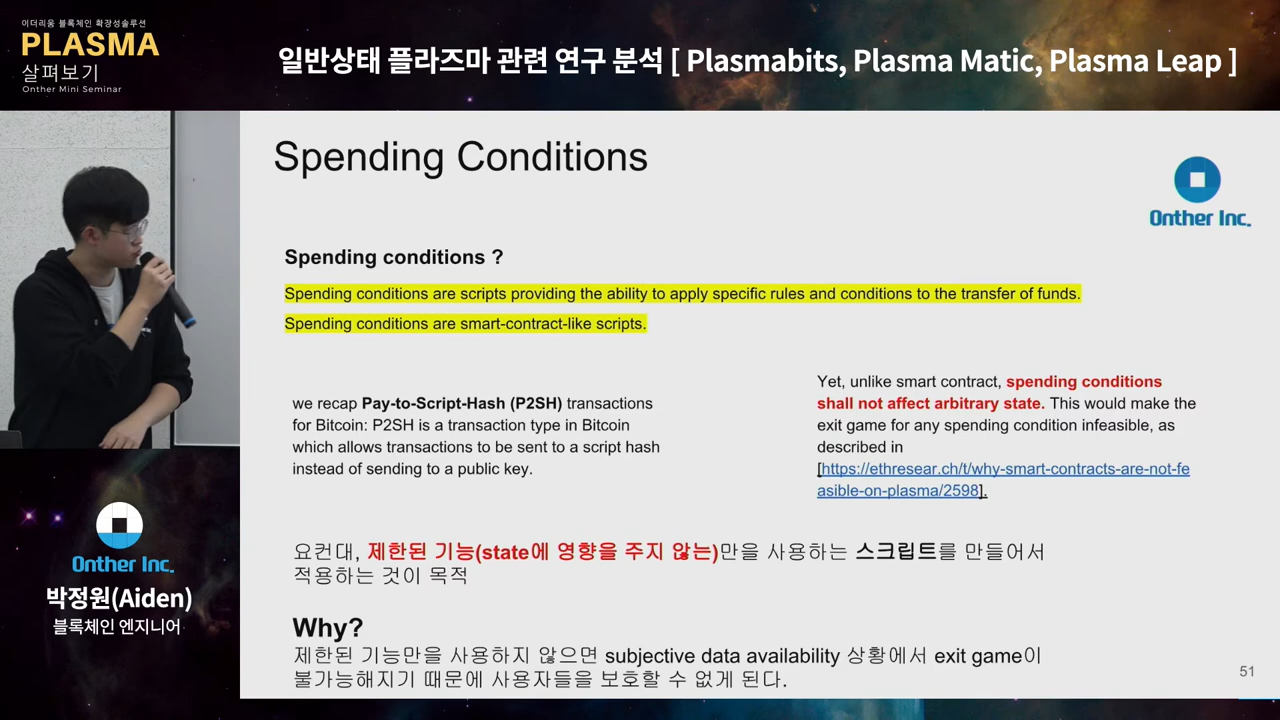 이더리움 블록체인 확장성솔루션
PLASMA
살펴보기
Onther Mini Seminar
일반상태 플라즈마 관련 연구 분석 [ Plasmabits, Plasma Matic, Plasma Leap ]
Spending Conditions
Onther Inc.
Spending conditions ?
Spending conditions are scripts providing the ability to apply specific rules and conditions to the transfer of funds.
Spending conditions are smart-contract-like scripts.
we recap Pay-to-Script-Hash (P2SH) transactions
for Bitcoin: P2SH is a transaction type in Bitcoin
which allows transactions to be sent to a script hash
instead of sending to a public key.
Yet, unlike smart contract, spending conditions
shall not affect arbitrary state. This would make the
exit game for any spending condition infeasible, as
described in
[https://ethresear.ch/t/why-smart-contracts-are-not-fe
asible-on-plasma/2598].
요컨대, 제한된 기능(state에 영향을 주지 않는)만을 사용하는 스크립트를 만들어서
적용하는 것이 목적
Why?
제한된 기능만을 사용하지 않으면 subjective data availability 상황에서 exit game이
불가능해지기 때문에 사용자들을 보호할 수 없게 된다.
51
Onther Inc.
박정원(Aiden)
블록체인 엔지니어